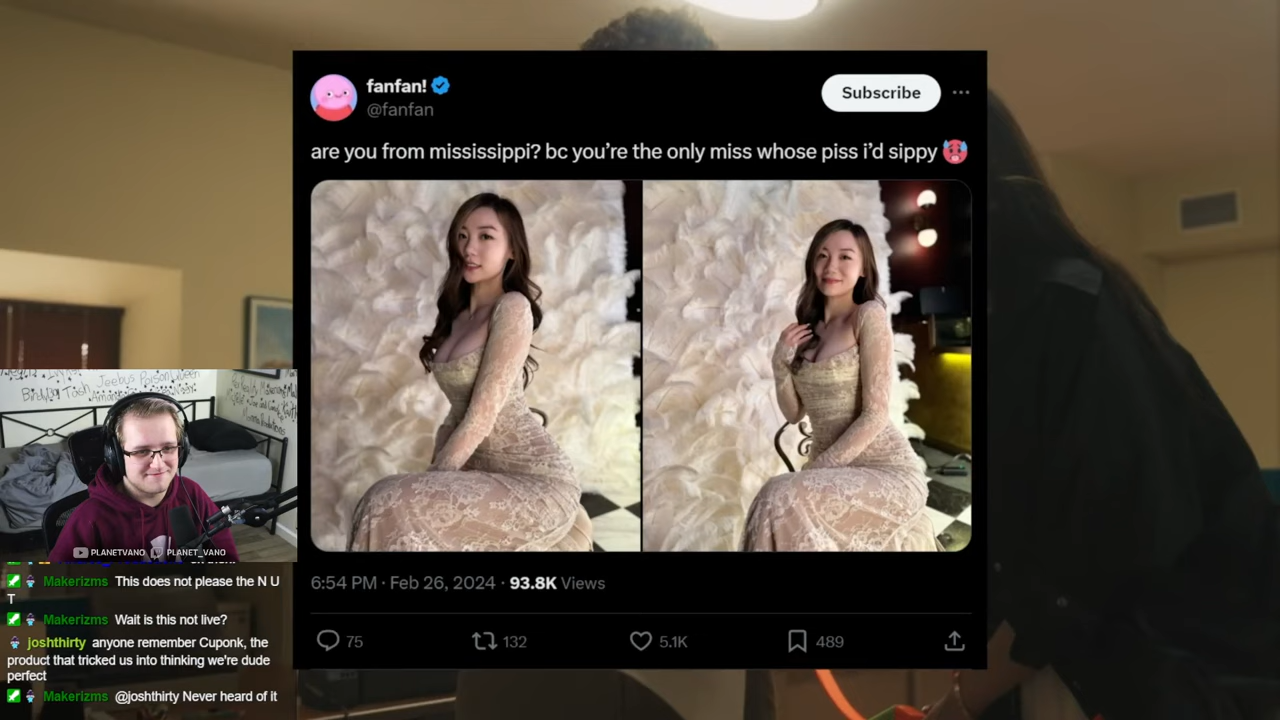 fanfan!
@fanfan
Subscribe
are you from mississippi? bc you're the only miss whose piss i'd sippy 🥵
6:54 PM · Feb 26, 2024 · 93.8K Views
75
132
5.1K
489
Jeebus
PLANETVANO PLANET_VANO
Makerizms This does not please the N U
T
Makerizms Wait is this not live?
joshthirty anyone remember Cuponk, the
product that tricked us into thinking we're dude
perfect
Makerizms @joshthirty Never heard of it